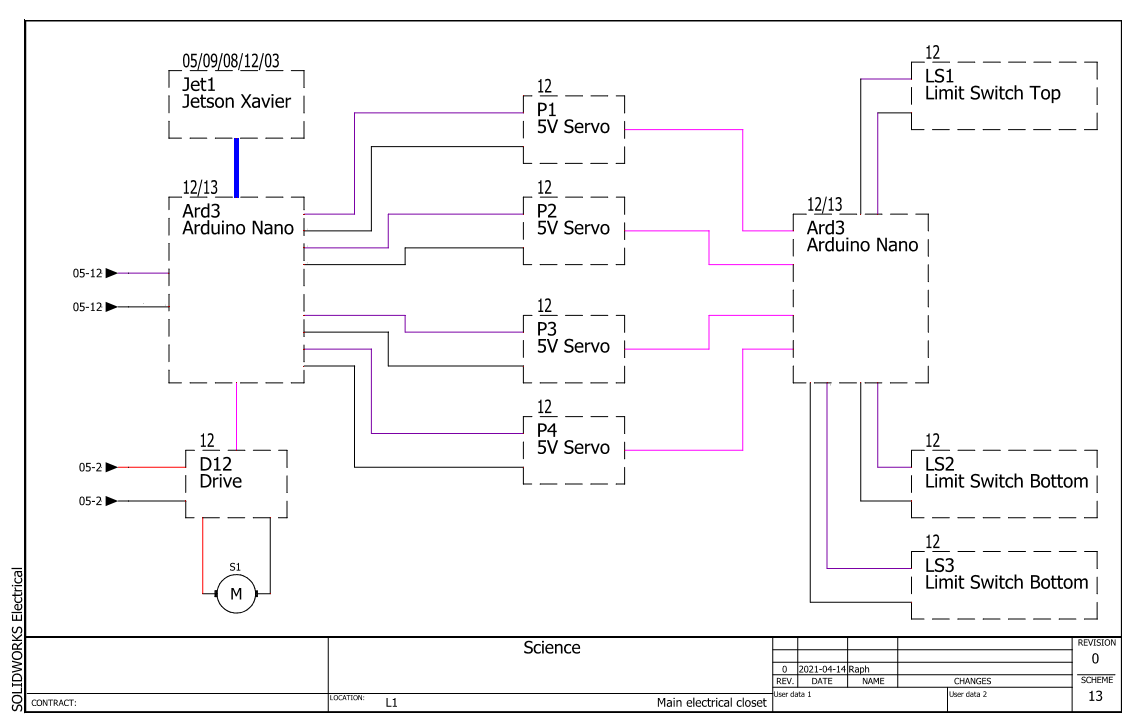 05/09/08/12/03
Jet1
Jetson Xavier
12/13
Ard3
Arduino Nano
05-12
05-12
12
D12
Drive
05-2
05-2
S1
M
12
P1
5V Servo
12
P2
5V Servo
12
P3
5V Servo
12
P4
5V Servo
12/13
Ard3
Arduino Nano
12
LS1
Limit Switch Top
12
LS2
Limit Switch Bottom
12
LS3
Limit Switch Bottom
SOLIDWORKS Electrical
CONTRACT:
Science
LOCATION:
L1
Main electrical closet
0 2021-04-14 Raph
REV. DATE NAME CHANGES
User data 1
User data 2
REVISION
0
SCHEME
13